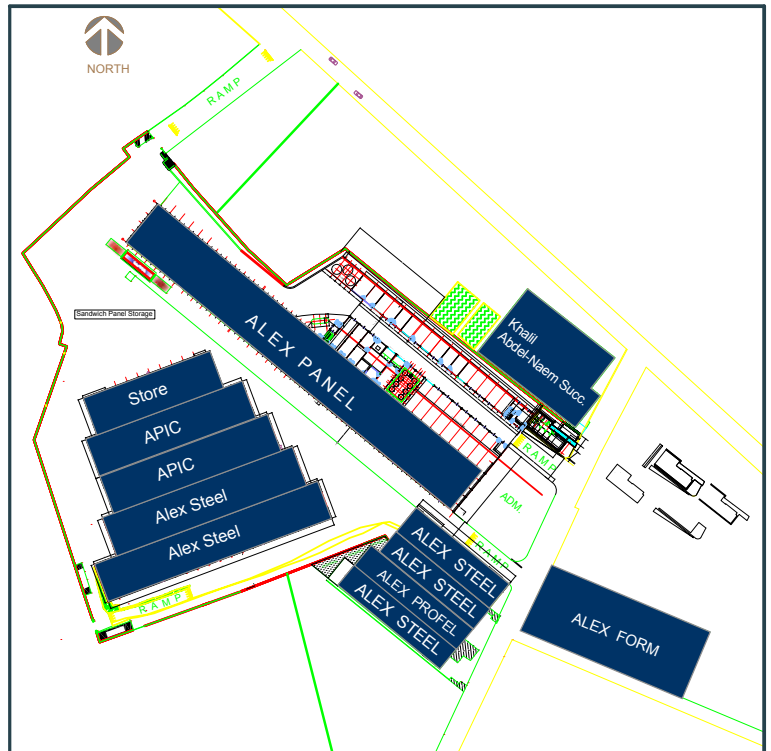 NORTH
RAMP
Sandwich Panel Storage
ALEX PANEL
Khalil
Abdel-Naem Succ.
Store
APIC
APIC
Alex Steel
Alex Steel
RAMP
RAMP
ADM.
RAMP
ALEX STEEL
ALEX STEEL
ALEX PROFEL
ALEX STEEL
ALEX FORM